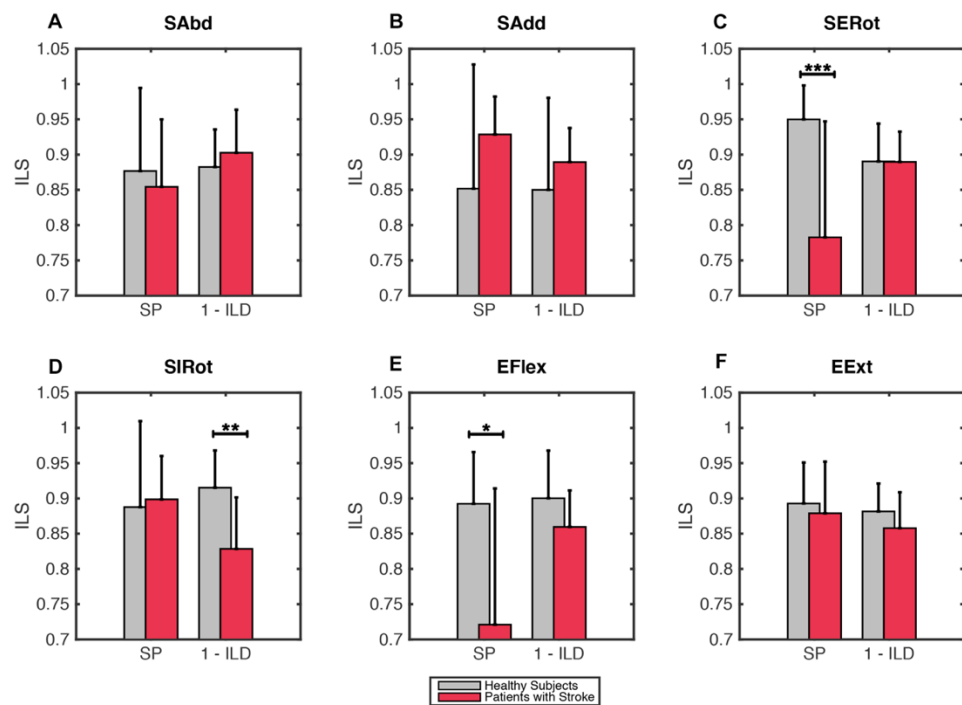 A SAbd
ILS
1.05
1
0.95
0.9
0.85
0.8
0.75
0.7
SP 1 - ILD
B SAdd
ILS
1.05
1
0.95
0.9
0.85
0.8
0.75
0.7
SP 1 - ILD
C SERot
ILS
1.05
1
0.95
0.9
0.85
0.8
0.75
0.7
***
SP 1 - ILD
D SIRot
ILS
1.05
1
0.95
0.9
0.85
0.8
0.75
0.7
**
SP 1 - ILD
E EFlex
ILS
1.05
1
0.95
0.9
0.85
0.8
0.75
0.7
*
SP 1 - ILD
F EExt
ILS
1.05
1
0.95
0.9
0.85
0.8
0.75
0.7
SP 1 - ILD
Healthy Subjects
Patients with Stroke